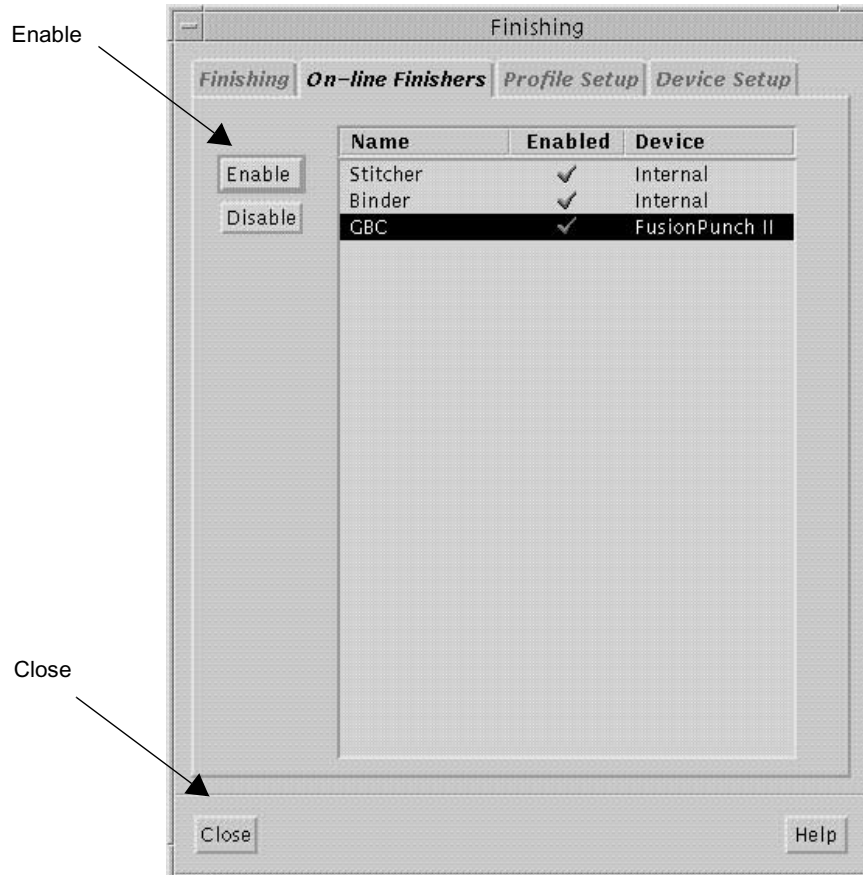 Enable
Finishing
Finishing On-line Finishers Profile Setup Device Setup
Name Enabled Device
Enable
Stitcher Internal
Binder Internal
Disable
GBC FusionPunch II
Close
Close Help